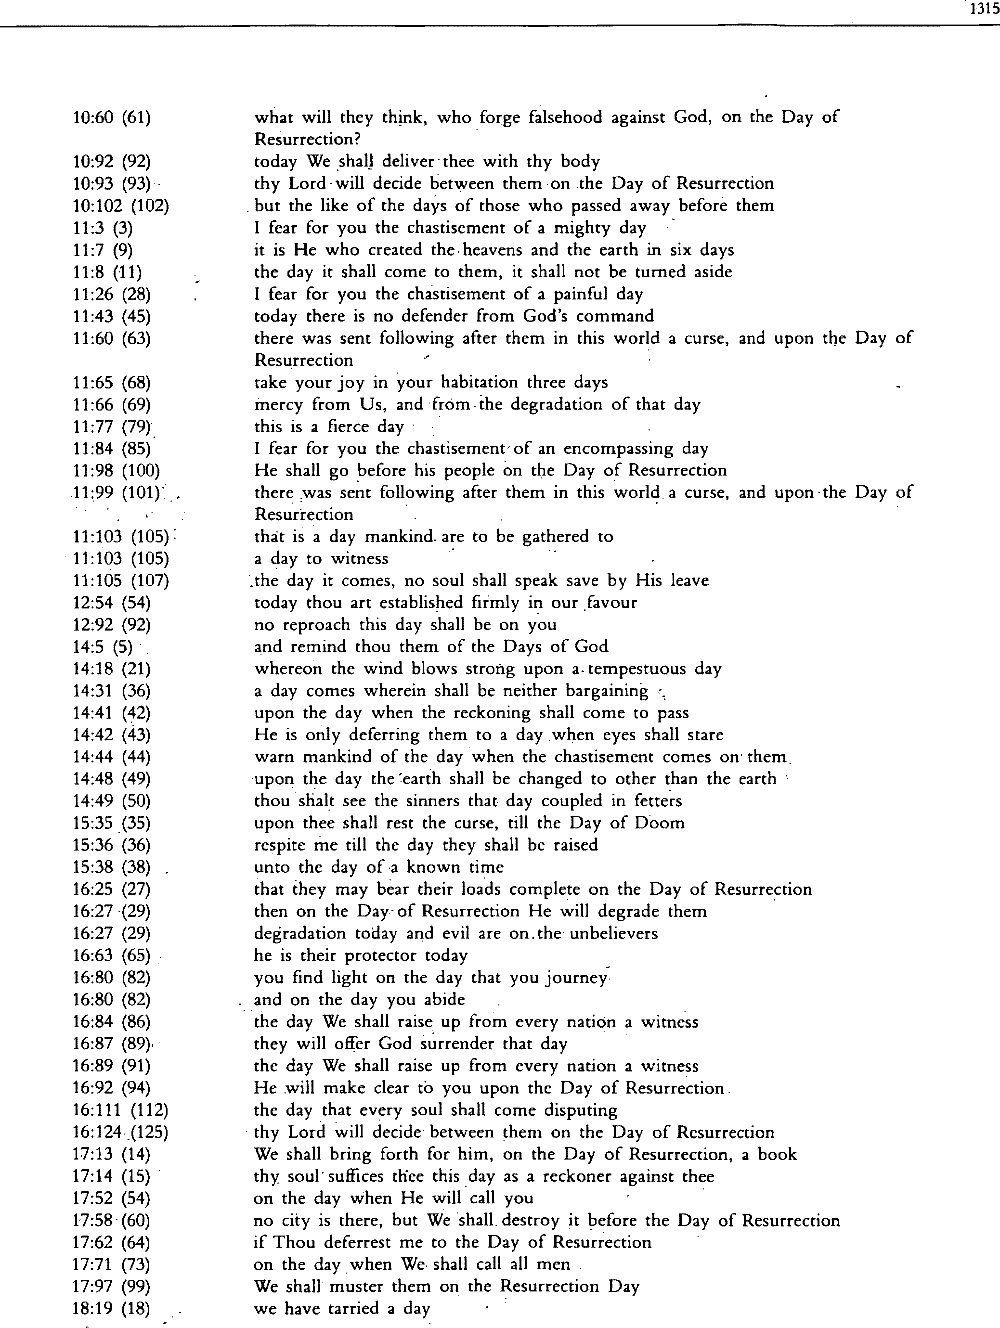 1315
10:60 (61) what will they think, who forge falsehood against God, on the Day of
Resurrection?
10:92 (92) today We shall deliver thee with thy body
10:93 (93) thy Lord will decide between them on the Day of Resurrection
10:102 (102) but the like of the days of those who passed away before them
11:3 (3) I fear for you the chastisement of a mighty day
11:7 (9) it is He who created the heavens and the earth in six days
11:8 (11) the day it shall come to them, it shall not be turned aside
11:26 (28) I fear for you the chastisement of a painful day
11:43 (45) today there is no defender from God's command
11:60 (63) there was sent following after them in this world a curse, and upon the Day of
Resurrection
11:65 (68) take your joy in your habitation three days
11:66 (69) mercy from Us, and from the degradation of that day
11:77 (79) this is a fierce day
11:84 (85) I fear for you the chastisement of an encompassing day
11:98 (100) He shall go before his people on the Day of Resurrection
11:99 (101) there was sent following after them in this world a curse, and upon the Day of
Resurrection
11:103 (105) that is a day mankind are to be gathered to
11:103 (105) a day to witness
11:105 (107) the day it comes, no soul shall speak save by His leave
12:54 (54) today thou art established firmly in our favour
12:92 (92) no reproach this day shall be on you
14:5 (5) and remind thou them of the Days of God
14:18 (21) whereon the wind blows strong upon a tempestuous day
14:31 (36) a day comes wherein shall be neither bargaining
14:41 (42) upon the day when the reckoning shall come to pass
14:42 (43) He is only deferring them to a day when eyes shall stare
14:44 (44) warn mankind of the day when the chastisement comes on them
14:48 (49) upon the day the earth shall be changed to other than the earth
14:49 (50) thou shalt see the sinners that day coupled in fetters
15:35 (35) upon thee shall rest the curse, till the Day of Doom
15:36 (36) respite me till the day they shall be raised
15:38 (38) unto the day of a known time
16:25 (27) that they may bear their loads complete on the Day of Resurrection
16:27 (29) then on the Day of Resurrection He will degrade them
16:27 (29) degradation today and evil are on the unbelievers
16:63 (65) he is their protector today
16:80 (82) you find light on the day that you journey
16:80 (82) and on the day you abide
16:84 (86) the day We shall raise up from every nation a witness
16:87 (89) they will offer God surrender that day
16:89 (91) the day We shall raise up from every nation a witness
16:92 (94) He will make clear to you upon the Day of Resurrection
16:111 (112) the day that every soul shall come disputing
16:124 (125) thy Lord will decide between them on the Day of Resurrection
17:13 (14) We shall bring forth for him, on the Day of Resurrection, a book
17:14 (15) thy soul suffices thee this day as a reckoner against thee
17:52 (54) on the day when He will call you
17:58 (60) no city is there, but We shall destroy it before the Day of Resurrection
17:62 (64) if Thou deferrest me to the Day of Resurrection
17:71 (73) on the day when We shall call all men
17:97 (99) We shall muster them on the Resurrection Day
18:19 (18) we have tarried a day